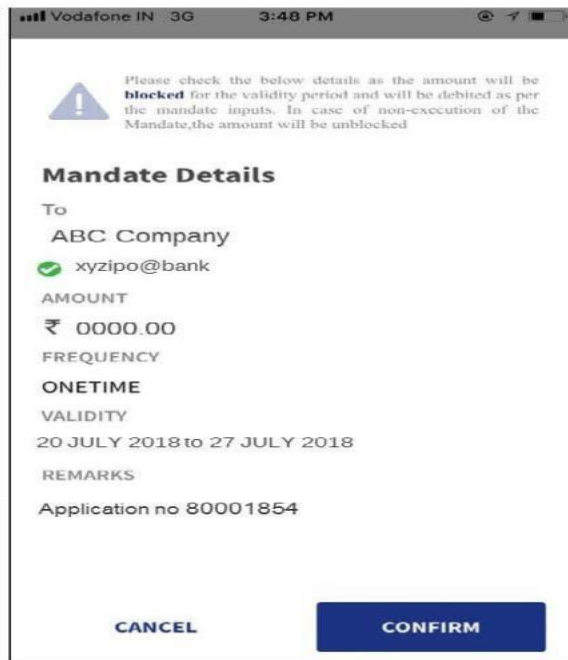 Vodafone IN 3G 3:48 PM
Please check the below details as the amount will be
blocked for the validity period and will be debited as per
the mandate inputs. In case of non-execution of the
Mandate,the amount will be unblocked
Mandate Details
To
ABC Company
xyzipo@bank
AMOUNT
₹ 0000.00
FREQUENCY
ONETIME
VALIDITY
20 JULY 2018 to 27 JULY 2018
REMARKS
Application no 80001854
CANCEL CONFIRM